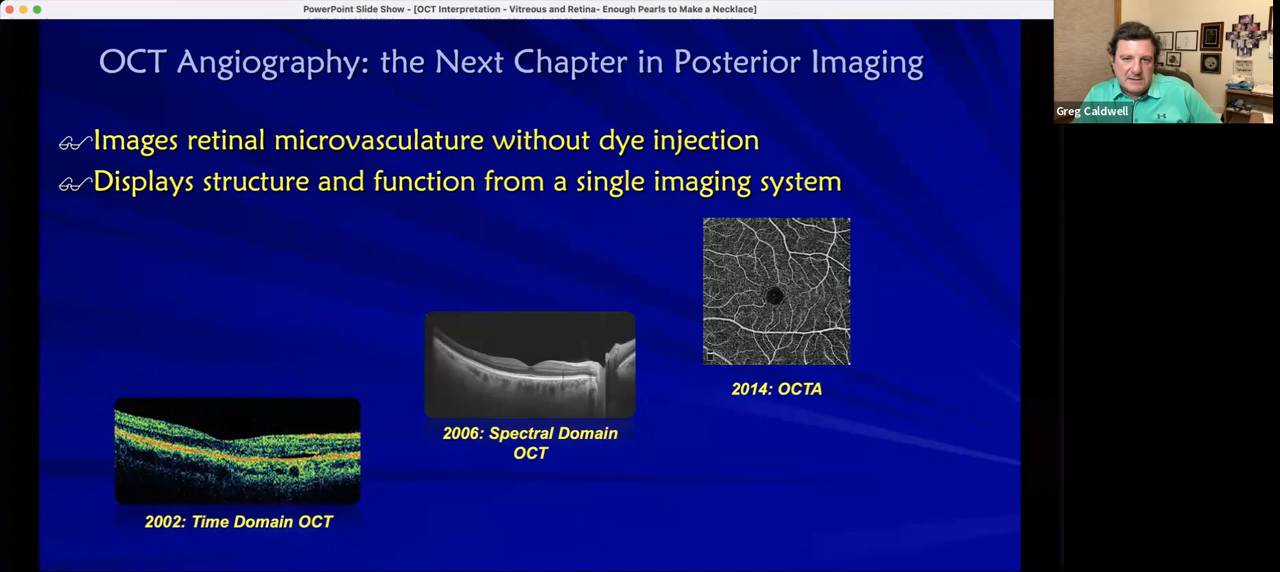 PowerPoint Slide Show - [OCT Interpretation - Vitreous and Retina- Enough Pearls to Make a Necklace]
OCT Angiography: the Next Chapter in Posterior Imaging
Greg Caldwell
Images retinal microvasculature without dye injection
Displays structure and function from a single imaging system
2014: OCTA
2006: Spectral Domain
OCT
2002: Time Domain OCT